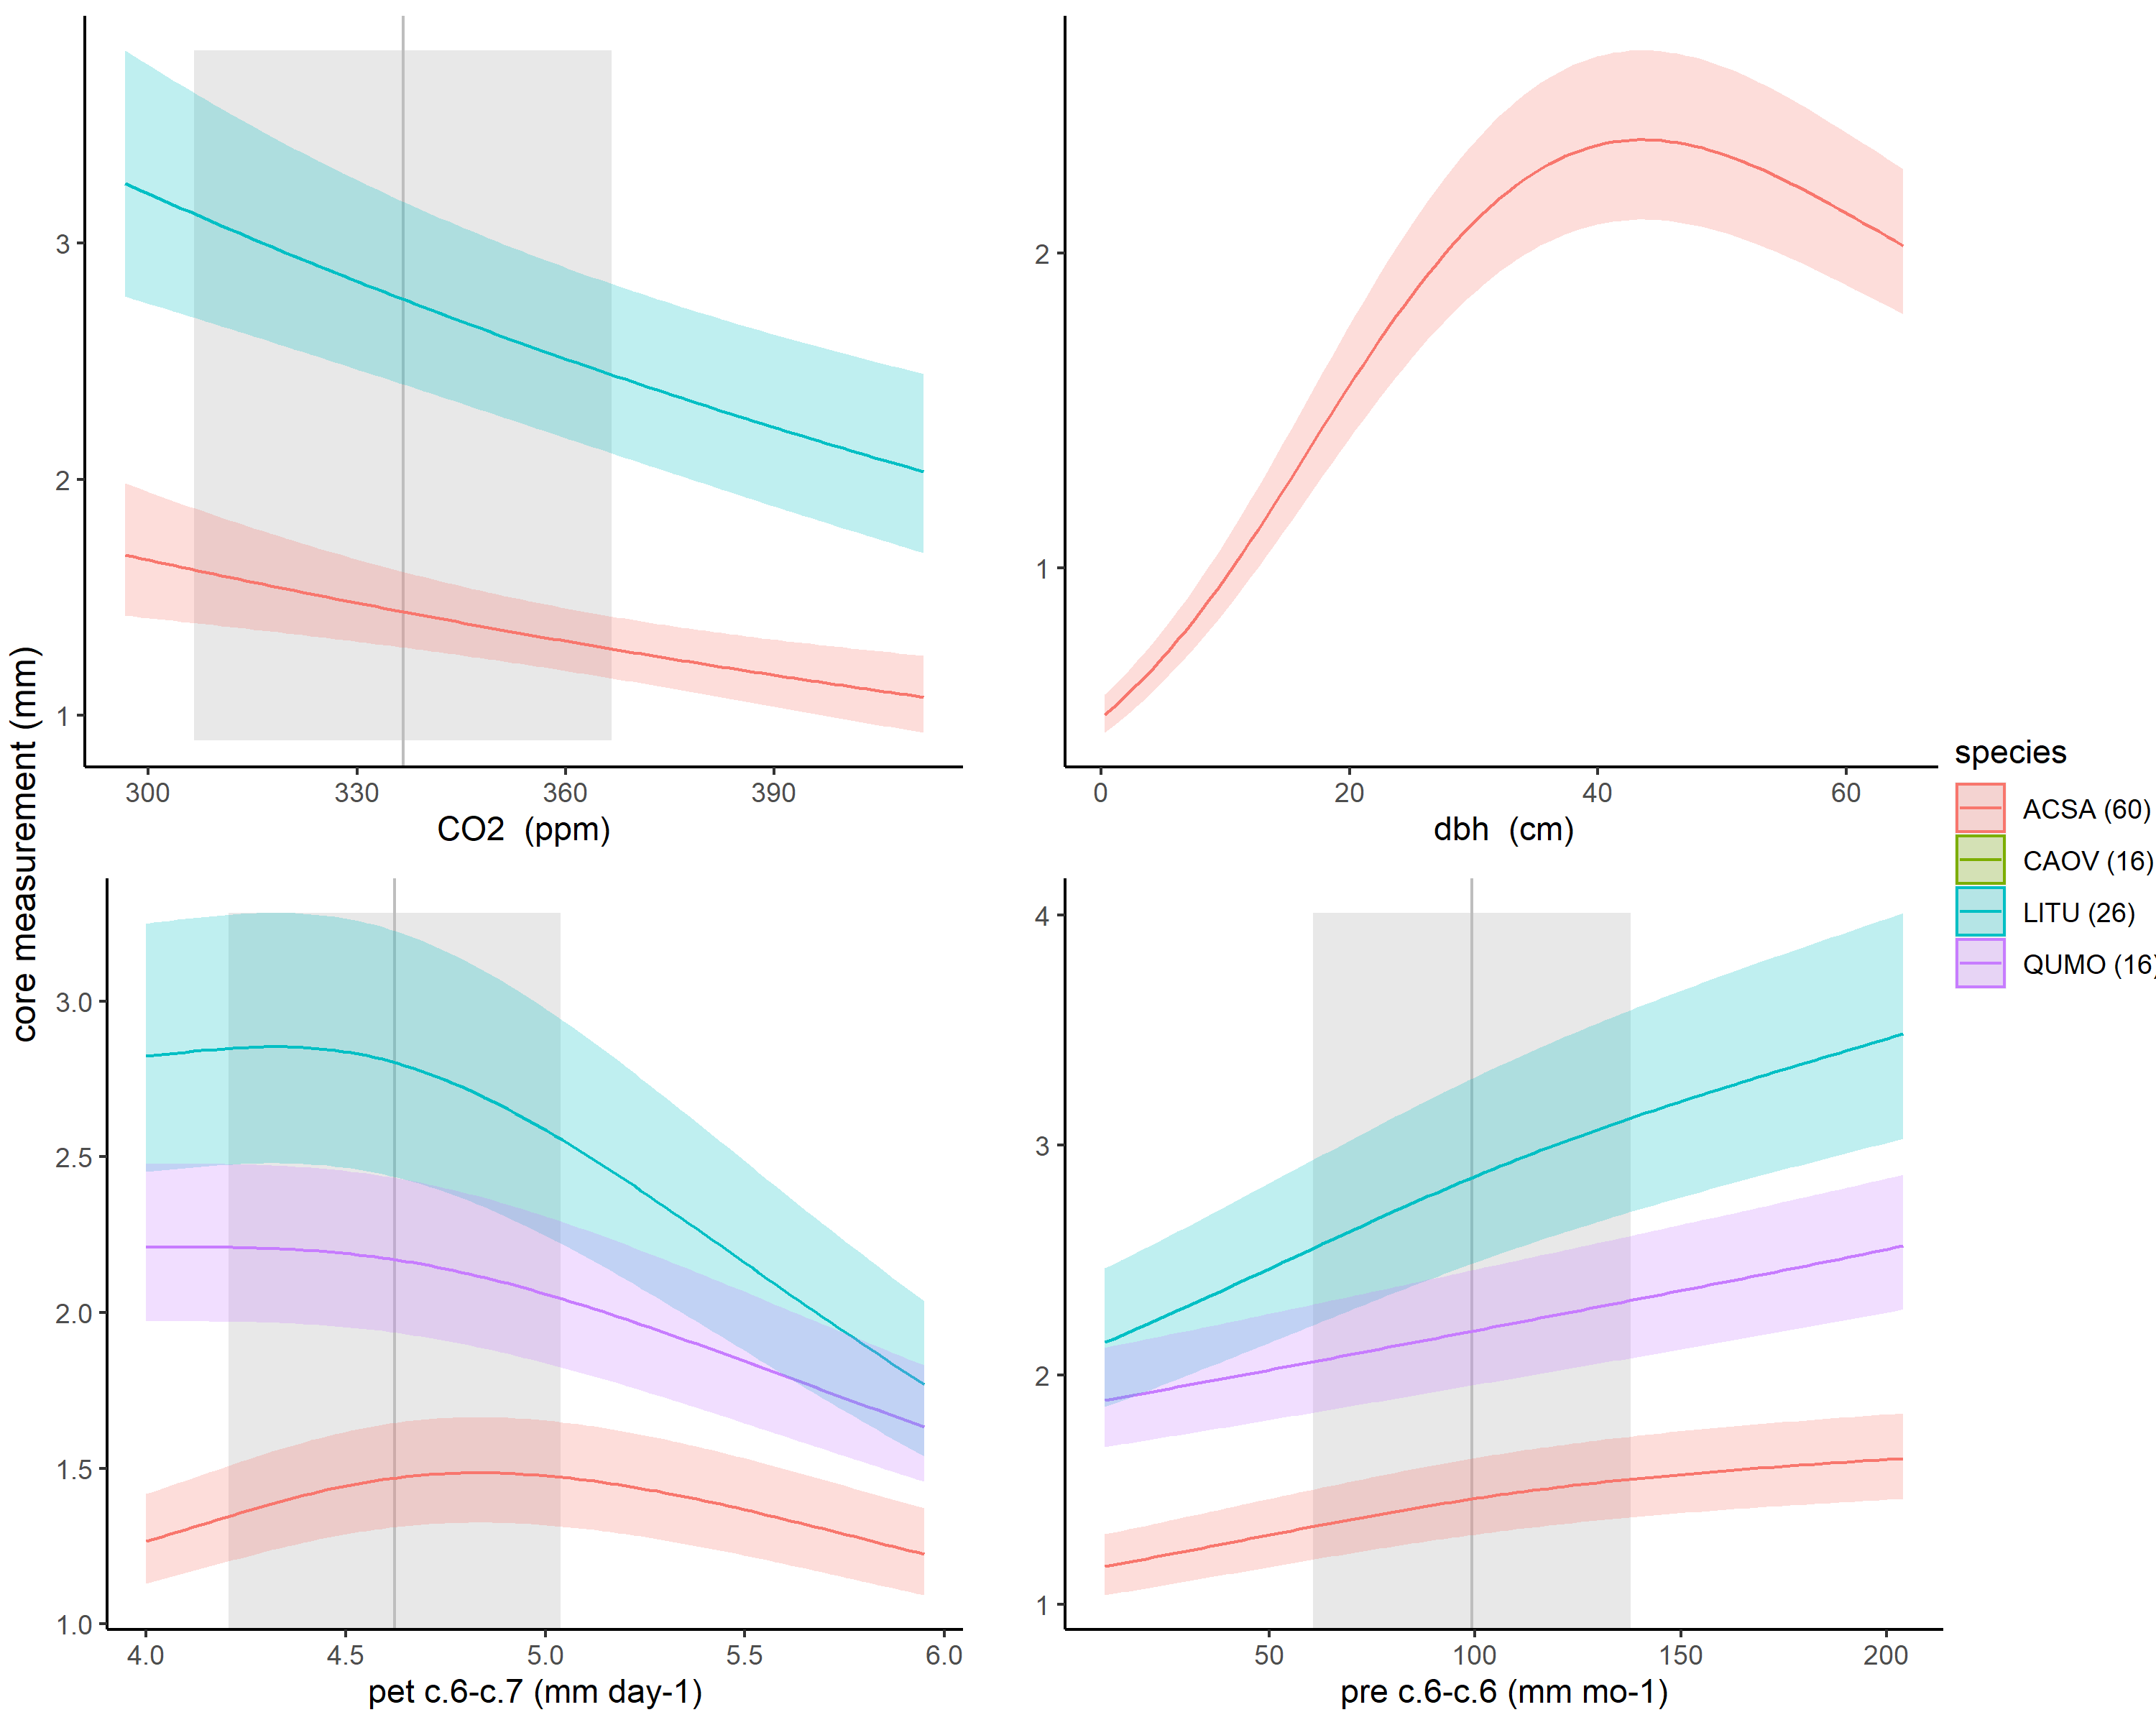 core measurement (mm)
3
2
1
300 330 360 390
CO2 (ppm)
2
1
0 20 40 60
dbh (cm)
3.0
2.5
2.0
1.5
1.0
4.0 4.5 5.0 5.5 6.0
pet c.6-c.7 (mm day-1)
4
3
2
1
50 100 150 200
pre c.6-c.6 (mm mo-1)
species
ACSA (60)
CAOV (16)
LITU (26)
QUMO (16)